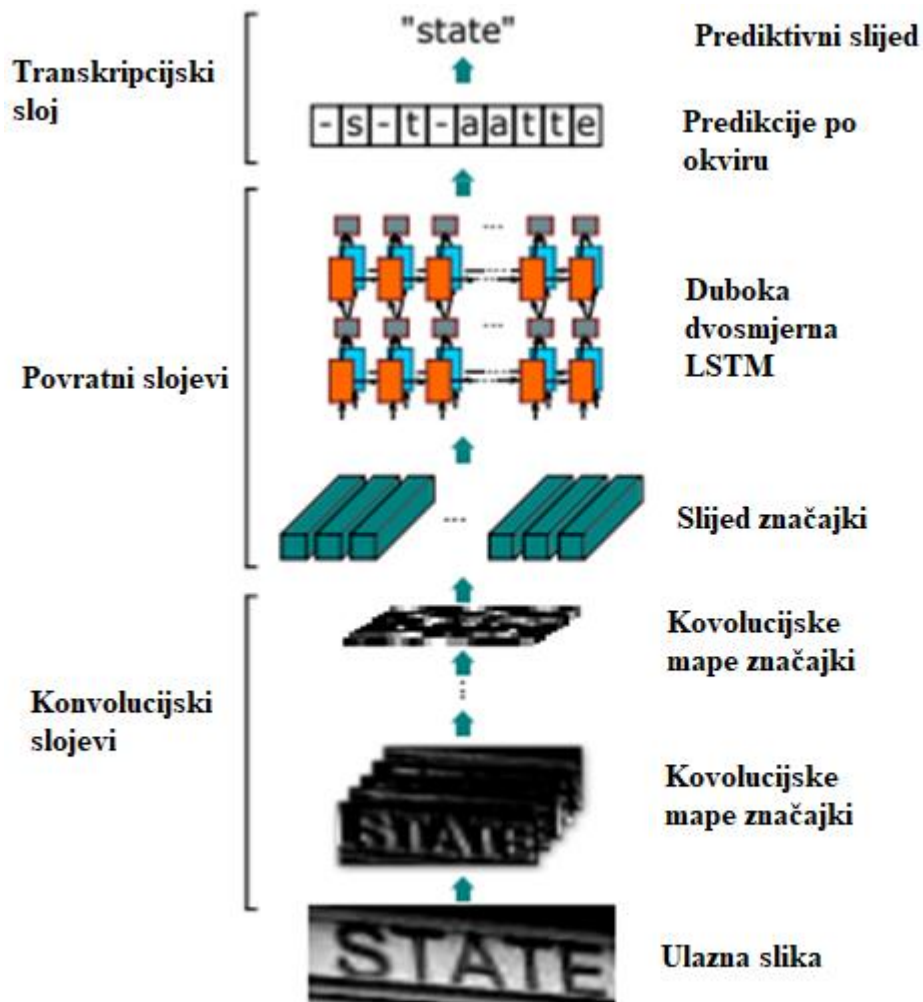 "state"
Prediktivni slijed
Transkripcijski
sloj
- s - t - a a t t e
Predikcije po
okviru
Duboka
dvosmjerna
LSTM
Povratni slojevi
Slijed značajki
Kovolucijske
mape značajki
Konvolucijski
slojevi
Kovolucijske
mape značajki
STATE
STATE
Ulazna slika